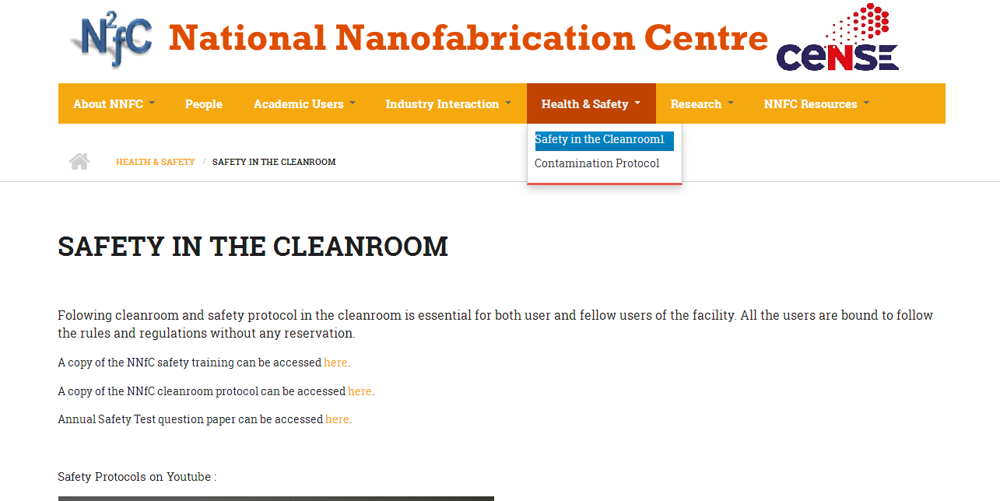 N2fC National Nanofabrication Centre ceNSE
About NNFC People Academic Users Industry Interaction Health & Safety Research NNFC Resources
Safety in the Cleanroom1
Contamination Protocol
HEALTH & SAFETY / SAFETY IN THE CLEANROOM
SAFETY IN THE CLEANROOM
Folowing cleanroom and safety protocol in the cleanroom is essential for both user and fellow users of the facility. All the users are bound to follow
the rules and regulations without any reservation.
A copy of the NNfC safety training can be accessed here.
A copy of the NNfC cleanroom protocol can be accessed here.
Annual Safety Test question paper can be accessed here.
Safety Protocols on Youtube :